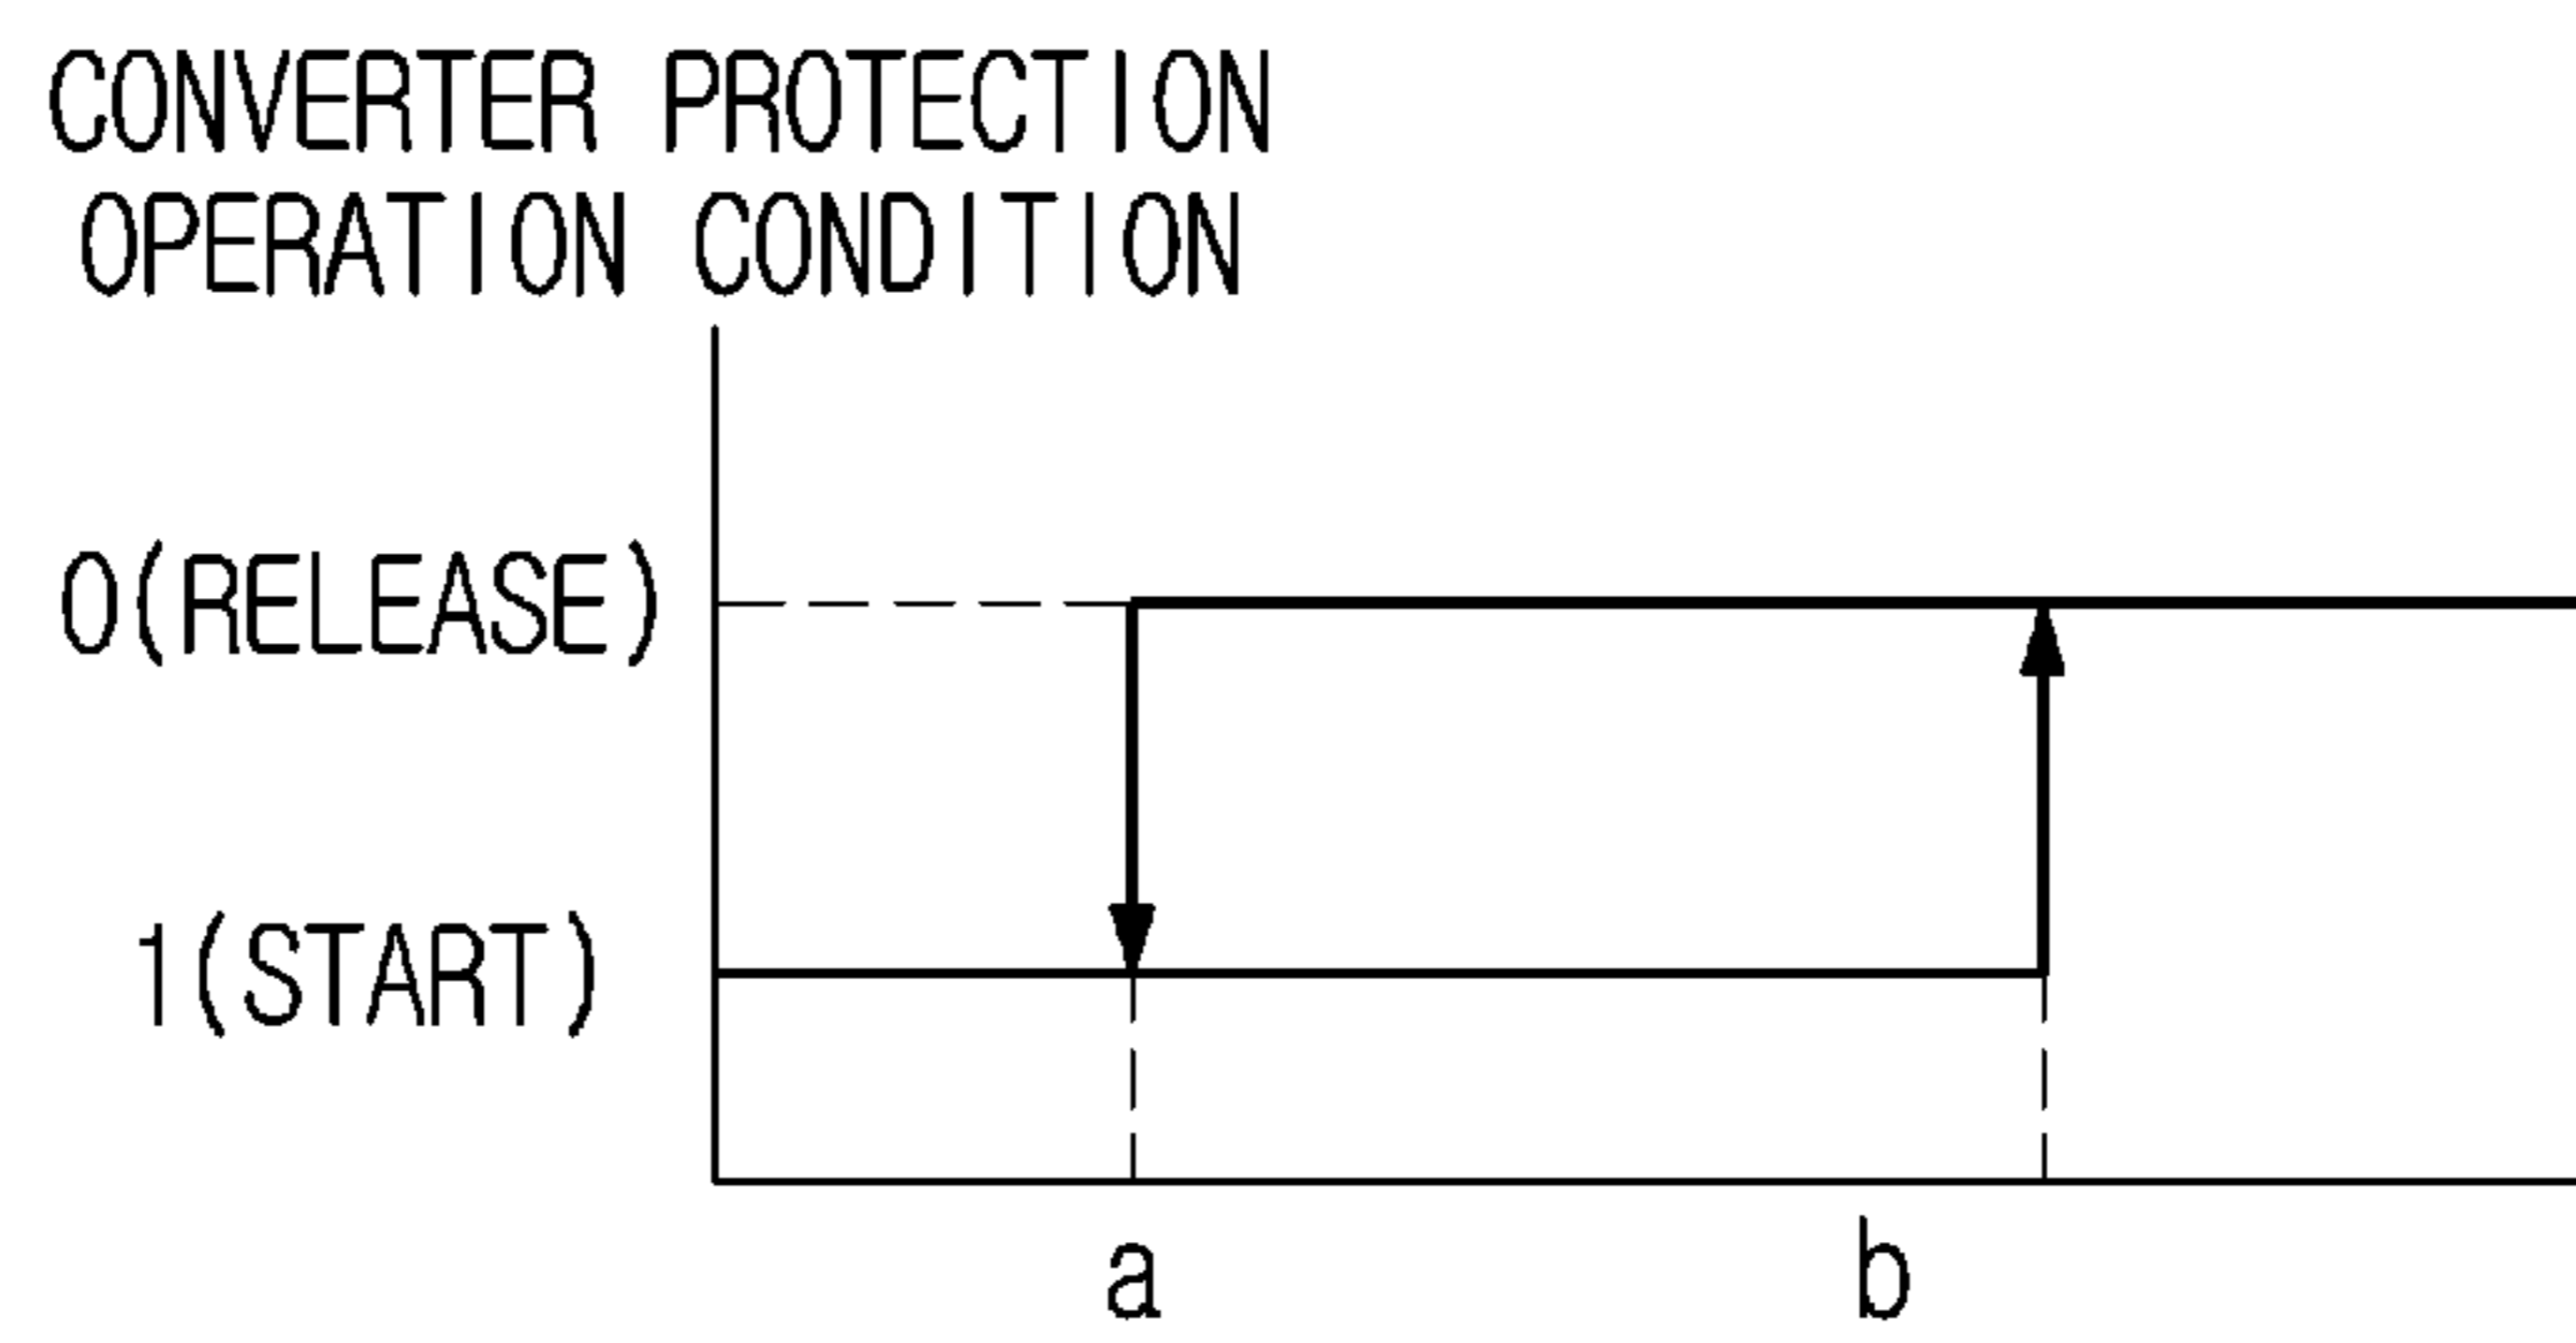 CONVERTER PROTECTION
OPERATION CONDITION
0(RELEASE)
1(START)
a b